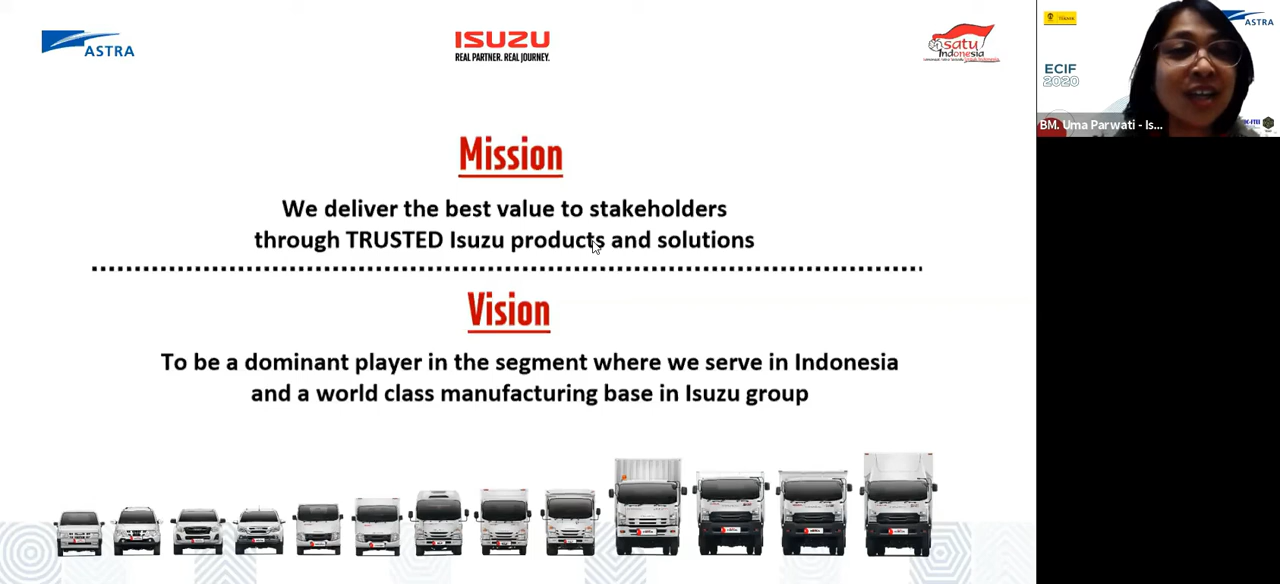 ASTRA
ISUZU
REAL PARTNER. REAL JOURNEY.
satu
Indonesia
Mission
We deliver the best value to stakeholders
through TRUSTED Isuzu products and solutions
Vision
To be a dominant player in the segment where we serve in Indonesia
and a world class manufacturing base in Isuzu group
ASTRA
ECIF
2020
BM. Uma Parwati - Is...